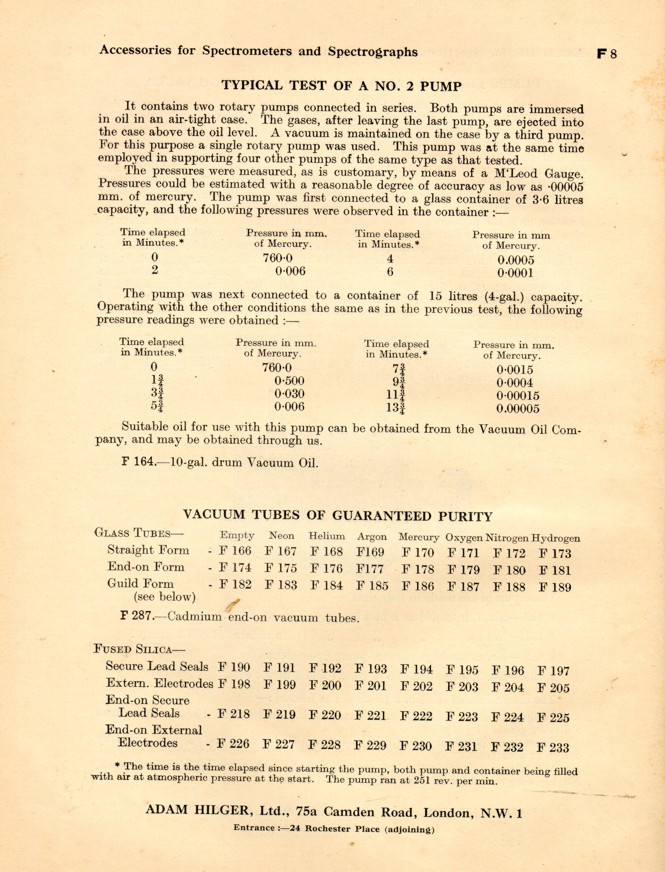 Accessories for Spectrometers and Spectrographs F 8
TYPICAL TEST OF A NO. 2 PUMP
It contains two rotary pumps connected in series. Both pumps are immersed
in oil in an air-tight case. The gases, after leaving the last pump, are ejected into
the case above the oil level. A vacuum is maintained on the case by a third pump.
For this purpose a single rotary pump was used. This pump was at the same time
employed in supporting four other pumps of the same type as that tested.
The pressures were measured, as is customary, by means of a M'Leod Gauge.
Pressures could be estimated with a reasonable degree of accuracy as low as ·00005
mm. of mercury. The pump was first connected to a glass container of 3·6 litres
capacity, and the following pressures were observed in the container :—
Time elapsed Pressure in mm. Time elapsed Pressure in mm
in Minutes.* of Mercury. in Minutes.* of Mercury.
0 760·0 4 0.0005
2 0·006 6 0·0001
The pump was next connected to a container of 15 litres (4-gal.) capacity.
Operating with the other conditions the same as in the previous test, the following
pressure readings were obtained :—
Time elapsed Pressure in mm. Time elapsed Pressure in mm.
in Minutes.* of Mercury. in Minutes.* of Mercury.
0 760·0 7¾ 0·0015
1¾ 0·500 9¾ 0·0004
3¾ 0·030 11¾ 0·00015
5¾ 0·006 13¾ 0.00005
Suitable oil for use with this pump can be obtained from the Vacuum Oil Com-
pany, and may be obtained through us.
F 164.—10-gal. drum Vacuum Oil.
VACUUM TUBES OF GUARANTEED PURITY
GLASS TUBES— Empty Neon Helium Argon Mercury Oxygen Nitrogen Hydrogen
Straight Form - F 166 F 167 F 168 F169 F 170 F 171 F 172 F 173
End-on Form - F 174 F 175 F 176 F177 F 178 F 179 F 180 F 181
Guild Form - F 182 F 183 F 184 F 185 F 186 F 187 F 188 F 189
(see below)
F 287.—Cadmium end-on vacuum tubes.
FUSED SILICA—
Secure Lead Seals F 190 F 191 F 192 F 193 F 194 F 195 F 196 F 197
Extern. Electrodes F 198 F 199 F 200 F 201 F 202 F 203 F 204 F 205
End-on Secure
Lead Seals - F 218 F 219 F 220 F 221 F 222 F 223 F 224 F 225
End-on External
Electrodes - F 226 F 227 F 228 F 229 F 230 F 231 F 232 F 233
* The time is the time elapsed since starting the pump, both pump and container being filled
with air at atmospheric pressure at the start. The pump ran at 251 rev. per min.
ADAM HILGER, Ltd., 75a Camden Road, London, N.W. 1
Entrance :—24 Rochester Place (adjoining)